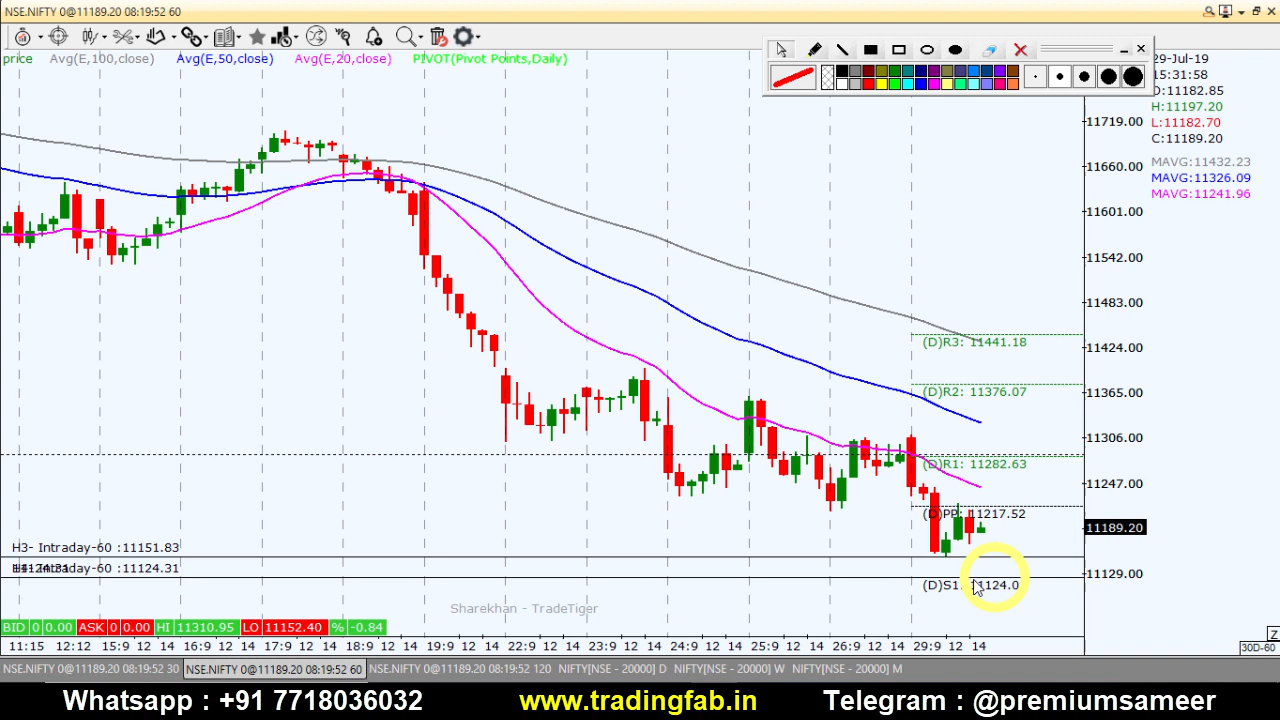 NSE.NIFTY 0@11189.20 08:19:52 60
price Avg(E,100,close) Avg(E,50,close) Avg(E,20,close) PIVOT(Pivot Points,Daily)
29-Jul-19
15:31:58
O:11182.85
H:11197.20
L:11182.70
C:11189.20
MAVG:11432.23
MAVG:11326.09
MAVG:11241.96
11719.00
11660.00
11601.00
11542.00
11483.00
11424.00
11365.00
11306.00
11247.00
11189.20
11129.00
(D)R3: 11441.18
(D)R2: 11376.07
(D)R1: 11282.63
(D)PP: 11217.52
H3- Intraday-60 :11151.83
Intraday-60 :11124.31
Sharekhan - TradeTiger
BID 0 0.00 ASK 0 0.00 HI 11310.95 LO 11152.40 % -0.84
11:15 12:12 15:9 12 14 16:9 12 14 17:9 12 14 18:9 12 14 19:9 12 14 22:9 12 14 23:9 12 14 24:9 12 14 25:9 12 14 26:9 12 14 29:9 12 14
30D-60
NSE.NIFTY 0@11189.20 08:19:52 30 NSE.NIFTY 0@11189.20 08:19:52 60 NSE.NIFTY 0@11189.20 08:19:52 120 NIFTY[NSE - 20000] D NIFTY[NSE - 20000] W NIFTY[NSE - 20000] M
Whatsapp : +91 7718036032 www.tradingfab.in Telegram : @premiumsameer